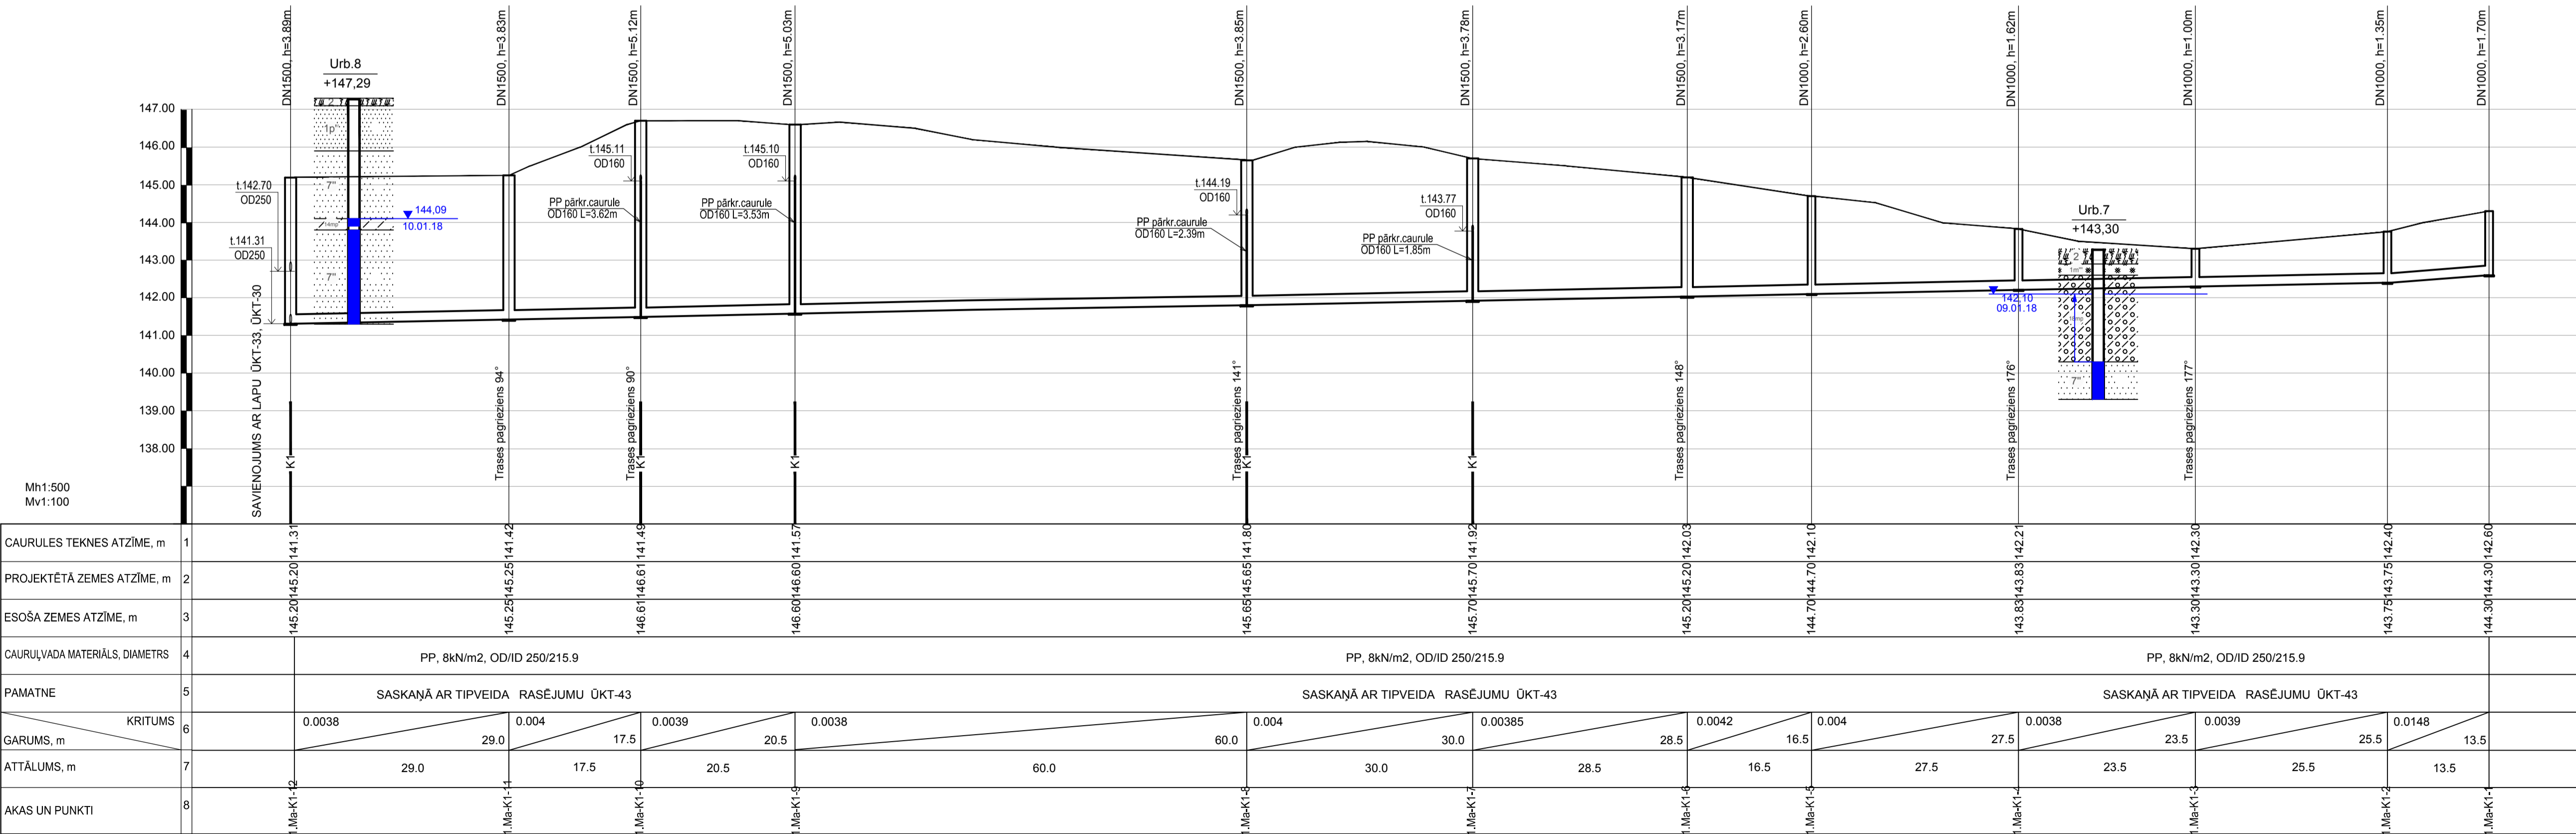 DN1500, h=3.89m
DN1500, h=3.83m
DN1500, h=5.12m
DN1500, h=5.03m
DN1500, h=3.85m
DN1500, h=3.78m
DN1500, h=3.17m
DN1000, h=2.60m
DN1000, h=1.62m
DN1000, h=1.00m
DN1000, h=1.35m
DN1000, h=1.70m
Urb.8
+147,29
2
1p"
7"'
14mp
7"'
144,09
10.01.18
147.00
146.00
145.00
144.00
143.00
142.00
141.00
140.00
139.00
138.00
t.142.70
OD250
t.141.31
OD250
t.145.11
OD160
PP pārkr.caurule
OD160 L=3.62m
t.145.10
OD160
PP pārkr.caurule
OD160 L=3.53m
t.144.19
OD160
PP pārkr.caurule
OD160 L=2.39m
t.143.77
OD160
PP pārkr.caurule
OD160 L=1.85m
Urb.7
+143,30
2
1m"'
7"'
142,10
09.01.18
SAVIENOJUMS AR LAPU ŪKT-33, ŪKT-30
Trases pagrieziens 94°
Trases pagrieziens 90°
Trases pagrieziens 141°
Trases pagrieziens 148°
Trases pagrieziens 176°
Trases pagrieziens 177°
K1
K1
K1
K1
K1
Mh1:500
Mv1:100
CAURULES TEKNES ATZĪME, m 1 141.31 141.42 141.49 141.57 141.80 141.92 142.03 142.10 142.21 142.30 142.40 142.60
PROJEKTĒTĀ ZEMES ATZĪME, m 2 145.20 145.25 146.61 146.60 145.65 145.70 145.20 144.70 143.83 143.30 143.75 144.30
ESOŠA ZEMES ATZĪME, m 3 145.20 145.25 146.61 146.60 145.65 145.70 145.20 144.70 143.83 143.30 143.75 144.30
CAURUĻVADA MATERIĀLS, DIAMETRS 4 PP, 8kN/m2, OD/ID 250/215.9 PP, 8kN/m2, OD/ID 250/215.9 PP, 8kN/m2, OD/ID 250/215.9
PAMATNE 5 SASKAŅĀ AR TIPVEIDA RASĒJUMU ŪKT-43 SASKAŅĀ AR TIPVEIDA RASĒJUMU ŪKT-43 SASKAŅĀ AR TIPVEIDA RASĒJUMU ŪKT-43
KRITUMS 6 0.0038 0.004 0.0039 0.0038 0.004 0.00385 0.0042 0.004 0.0038 0.0039 0.0148
GARUMS, m 29.0 17.5 20.5 60.0 30.0 28.5 16.5 27.5 23.5 25.5 13.5
ATTĀLUMS, m 7 29.0 17.5 20.5 60.0 30.0 28.5 16.5 27.5 23.5 25.5 13.5
AKAS UN PUNKTI 8 1.Ma-K1-12 1.Ma-K1-11 1.Ma-K1-10 1.Ma-K1-9 1.Ma-K1-8 1.Ma-K1-7 1.Ma-K1-6 1.Ma-K1-5 1.Ma-K1-4 1.Ma-K1-3 1.Ma-K1-2 1.Ma-K1-1